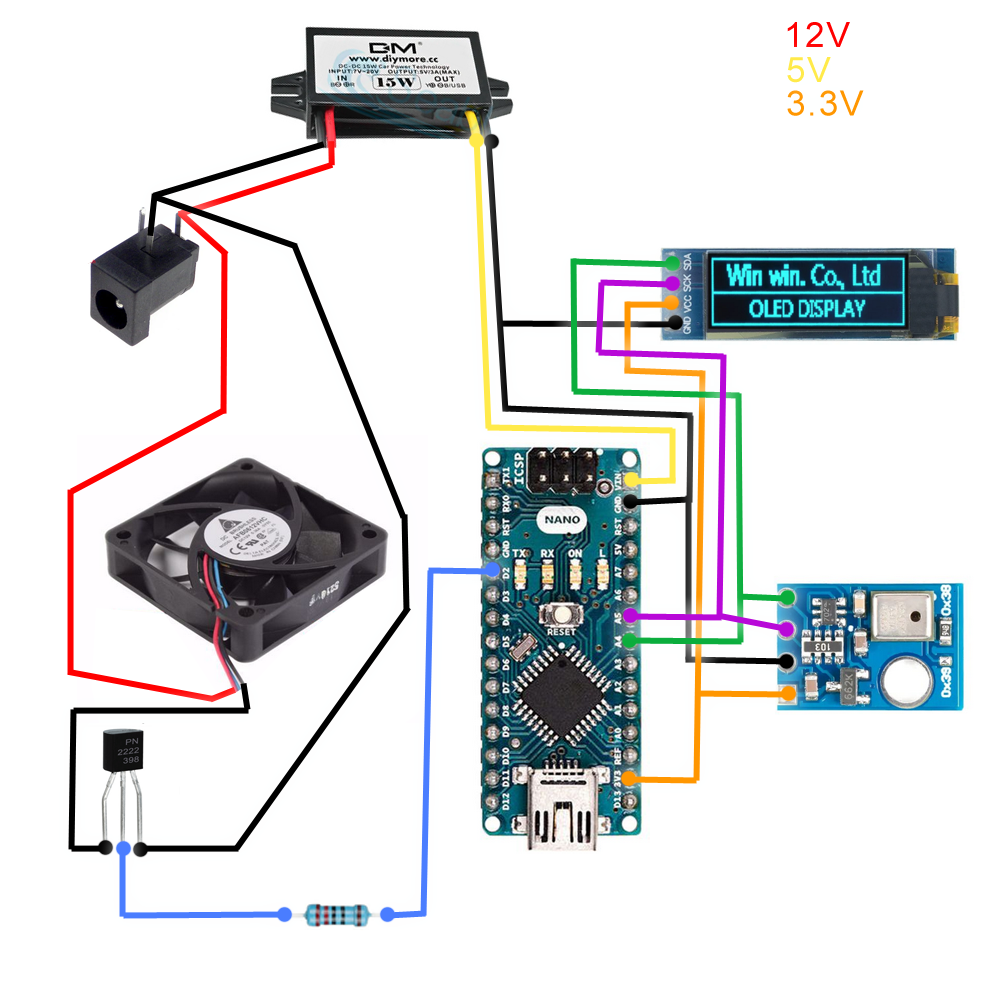 12V
5V
3.3V
DM®
www.diymore.cc
DC-DC 15W Car Power Technology
INPUT:7V~20V OUTPUT:5V/3A(MAX)
IN 15W OUT
SDA
SCK
VCC
GND
Win win. Co., Ltd
OLED DISPLAY
ICSP
NANO
TX RX ON L
RESET
TX1
RX0
RST
GND
D2
D3
D4
D5
D6
D7
D8
D9
D10
D11
D12
VIN
GND
RST
5V
A7
A6
A5
A4
A3
A2
A1
A0
REF
3V3
D13
DC BRUSHLESS
PN
2222
398
103
662K
0x38
0x39